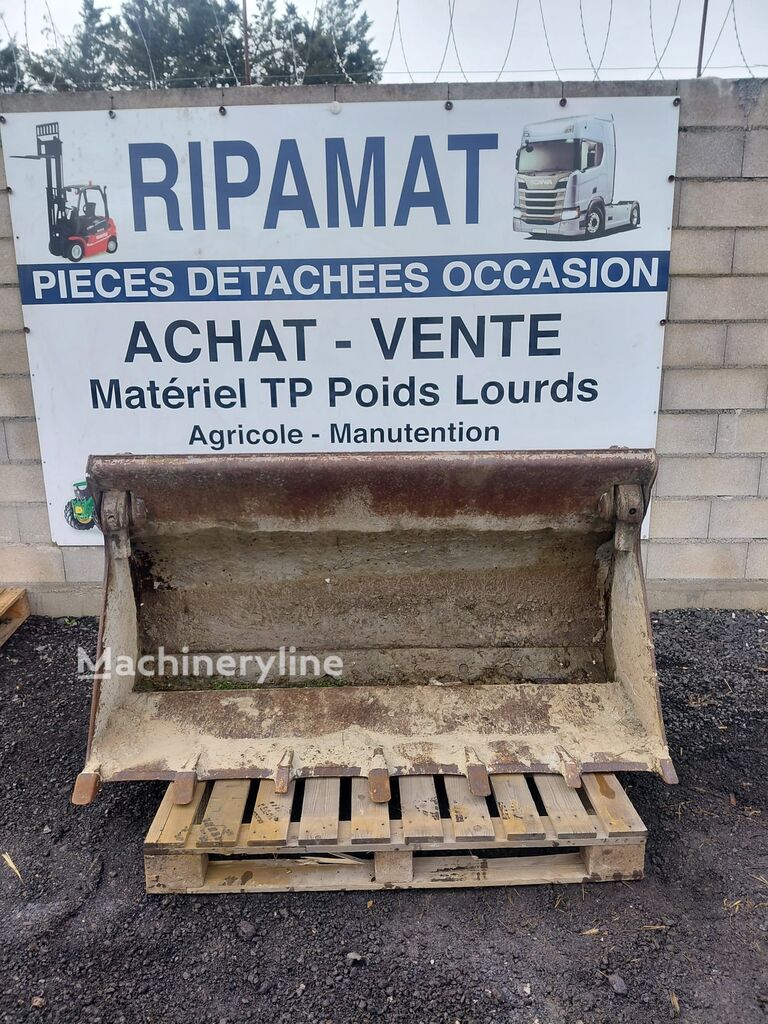 RIPAMAT
PIECES DETACHEES OCCASION
ACHAT - VENTE
Matériel TP Poids Lourds
Agricole - Manutention
Machineryline